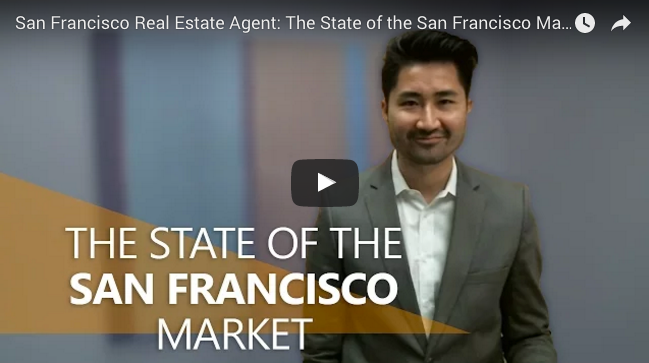 San Francisco Real Estate Agent: The State of the San Francisco Ma...
THE STATE OF THE
SAN FRANCISCO
MARKET